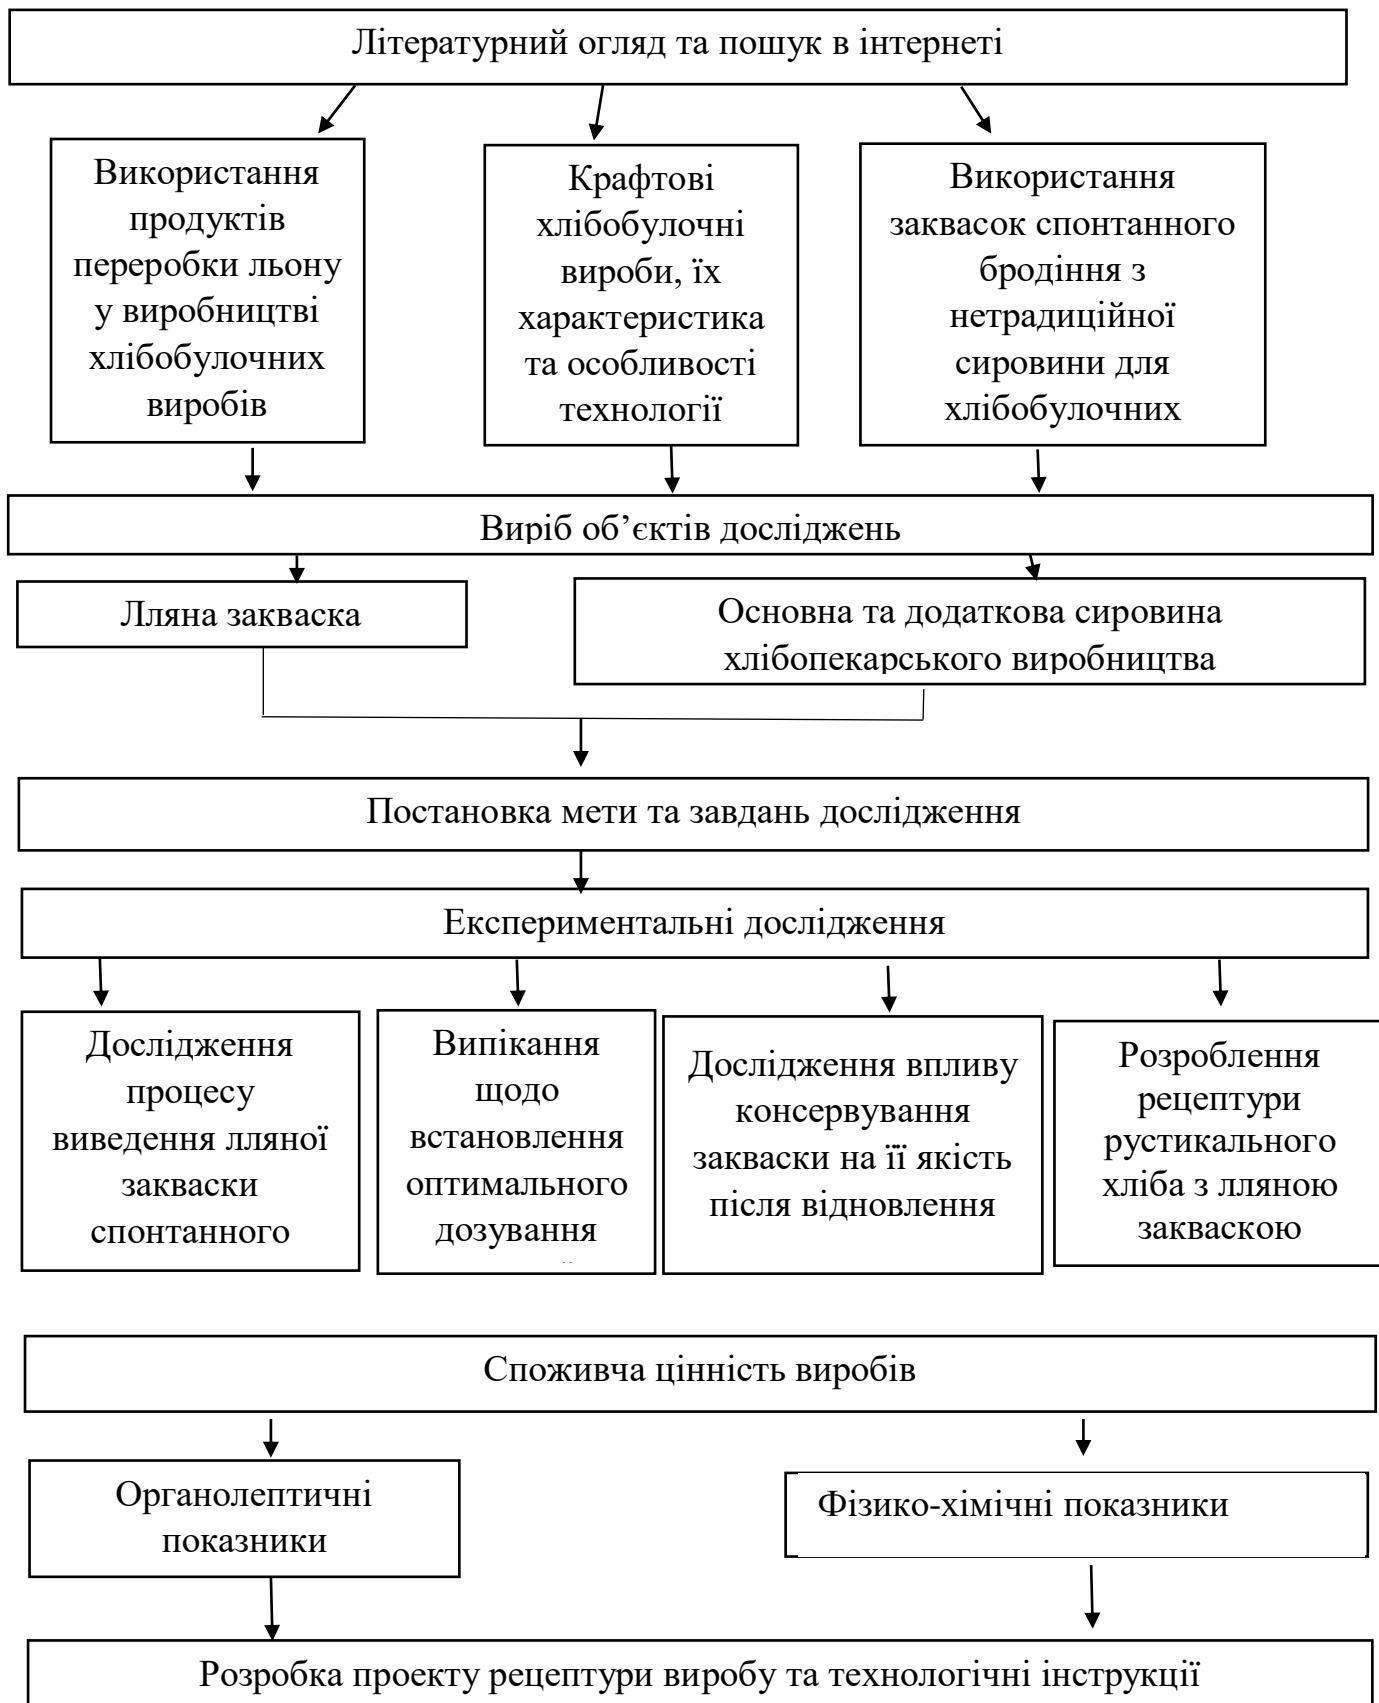 Літературний огляд та пошук в інтернеті
Використання
продуктів
переробки льону
у виробництві
хлібобулочних
виробів
Крафтові
хлібобулочні
вироби, їх
характеристика
та особливості
технології
Використання
заквасок спонтанного
бродіння з
нетрадиційної
сировини для
хлібобулочних
Виріб об’єктів досліджень
Лляна закваска
Основна та додаткова сировина
хлібопекарського виробництва
Постановка мети та завдань дослідження
Експериментальні дослідження
Дослідження
процесу
виведення лляної
закваски
спонтанного
Випікання
щодо
встановлення
оптимального
дозування
Дослідження впливу
консервування
закваски на її якість
після відновлення
Розроблення
рецептури
рустикального
хліба з лляною
закваскою
Споживча цінність виробів
Органолептичні
показники
Фізико-хімічні показники
Розробка проекту рецептури виробу та технологічні інструкції